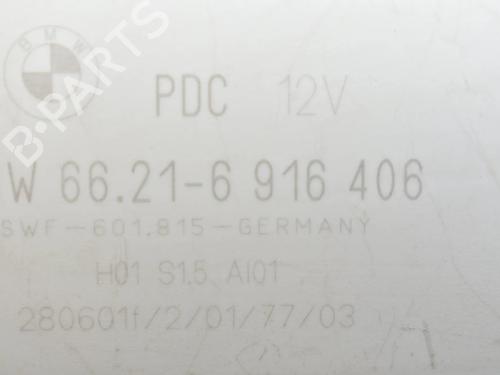 BMW
PDC 12V
W 66.21-6 916 406
SWF-601.815-GERMANY
H01 S1.5 AI01
280601f/2/01/77/03
B-PARTS